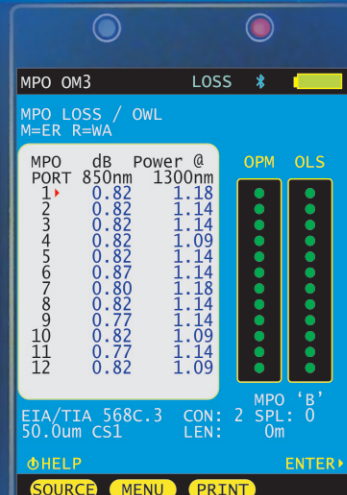 MPO OM3 LOSS
MPO LOSS / OWL
M=ER R=WA
MPO dB Power @ OPM OLS
PORT 850nm 1300nm
1 0.82 1.18
2 0.82 1.14
3 0.82 1.14
4 0.82 1.09
5 0.82 1.14
6 0.87 1.14
7 0.80 1.18
8 0.82 1.14
9 0.77 1.14
10 0.82 1.09
11 0.77 1.14
12 0.82 1.09
MPO ‘B’
EIA/TIA 568C.3 CON: 2 SPL: 0
50.0um CS1 LEN: 0m
HELP ENTER
SOURCE MENU PRINT